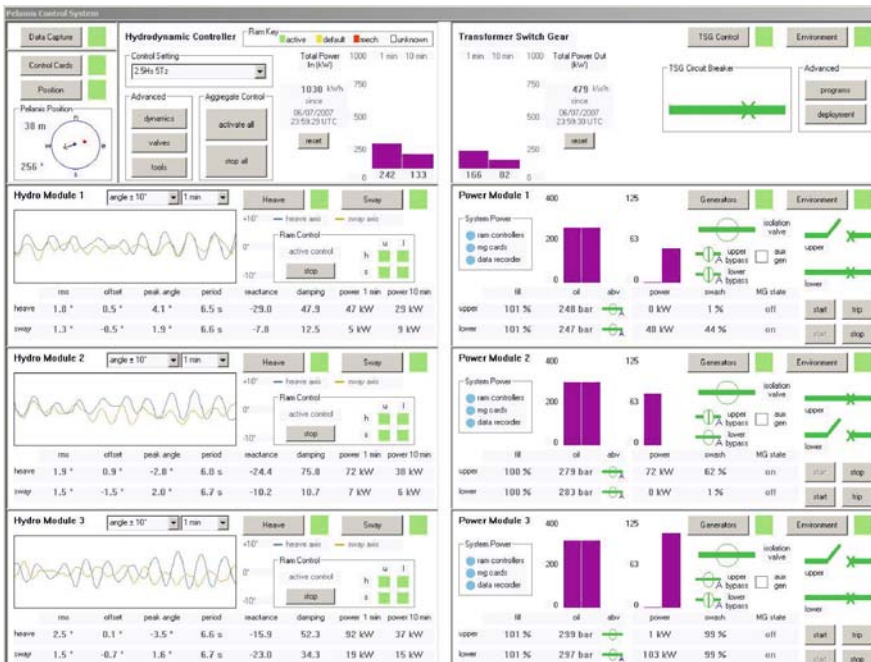 Pelamis Control System
Data Capture
Control Cards
Position
Pelamis Position
38 m
n
e
s
256 °
Hydrodynamic Controller
Ram Key
active default mech unknown
Control Setting
2.5Hs 5Tz
Advanced
dynamics
valves
tools
Aggregate Control
activate all
stop all
Total Power In (kW)
1030 kWh
since
06/07/2007
23:59:29 UTC
reset
1 min 10 min
1000
750
500
250
0
242 133
Transformer Switch Gear
TSG Control
Environment
1 min 10 min
Total Power Out (kW)
479 kWh
since
06/07/2007
23:59:30 UTC
reset
166 82
TSG Circuit Breaker
Advanced
programs
deployment
Hydro Module 1
angle ± 10°
1 min
Heave
Sway
+10°
0°
-10°
heave axis sway axis
Ram Control
active control
stop
u l
h
s
rms offset peak angle period reactance damping power 1 min power 10 min
heave 1.8 ° 0.5 ° 4.1 ° 6.5 s -29.0 47.9 47 kW 29 kW
sway 1.3 ° -0.5 ° 1.9 ° 6.6 s -7.8 12.5 5 kW 9 kW
Power Module 1
System Power
ram controllers
mg cards
data recorder
400
200
0
125
63
0
Generators
Environment
isolation valve
upper bypass
lower bypass
aux gen
upper
lower
fill oil abv power swash MG state
upper 101 % 248 bar A 0 kW 1 % off start trip
lower 101 % 247 bar A 48 kW 44 % on start stop
Hydro Module 2
angle ± 10°
1 min
Heave
Sway
+10°
0°
-10°
heave axis sway axis
Ram Control
active control
stop
u l
h
s
rms offset peak angle period reactance damping power 1 min power 10 min
heave 1.9 ° 0.9 ° -2.8 ° 6.8 s -24.4 75.8 72 kW 38 kW
sway 1.5 ° -1.5 ° 2.0 ° 6.7 s -10.2 10.7 7 kW 6 kW
Power Module 2
System Power
ram controllers
mg cards
data recorder
400
200
0
125
63
0
Generators
Environment
isolation valve
upper bypass
lower bypass
aux gen
upper
lower
fill oil abv power swash MG state
upper 100 % 279 bar A 72 kW 62 % on start stop
lower 100 % 283 bar A 0 kW 1 % off start trip
Hydro Module 3
angle ± 10°
1 min
Heave
Sway
+10°
0°
-10°
heave axis sway axis
Ram Control
active control
stop
u l
h
s
rms offset peak angle period reactance damping power 1 min power 10 min
heave 2.5 ° 0.1 ° -3.5 ° 6.6 s -15.9 52.3 92 kW 37 kW
sway 1.5 ° -0.7 ° 1.6 ° 6.7 s -23.0 34.3 19 kW 15 kW
Power Module 3
System Power
ram controllers
mg cards
data recorder
400
200
0
125
63
0
Generators
Environment
isolation valve
upper bypass
lower bypass
aux gen
upper
lower
fill oil abv power swash MG state
upper 101 % 299 bar A 1 kW 99 % off start trip
lower 101 % 297 bar A 103 kW 99 % on start stop